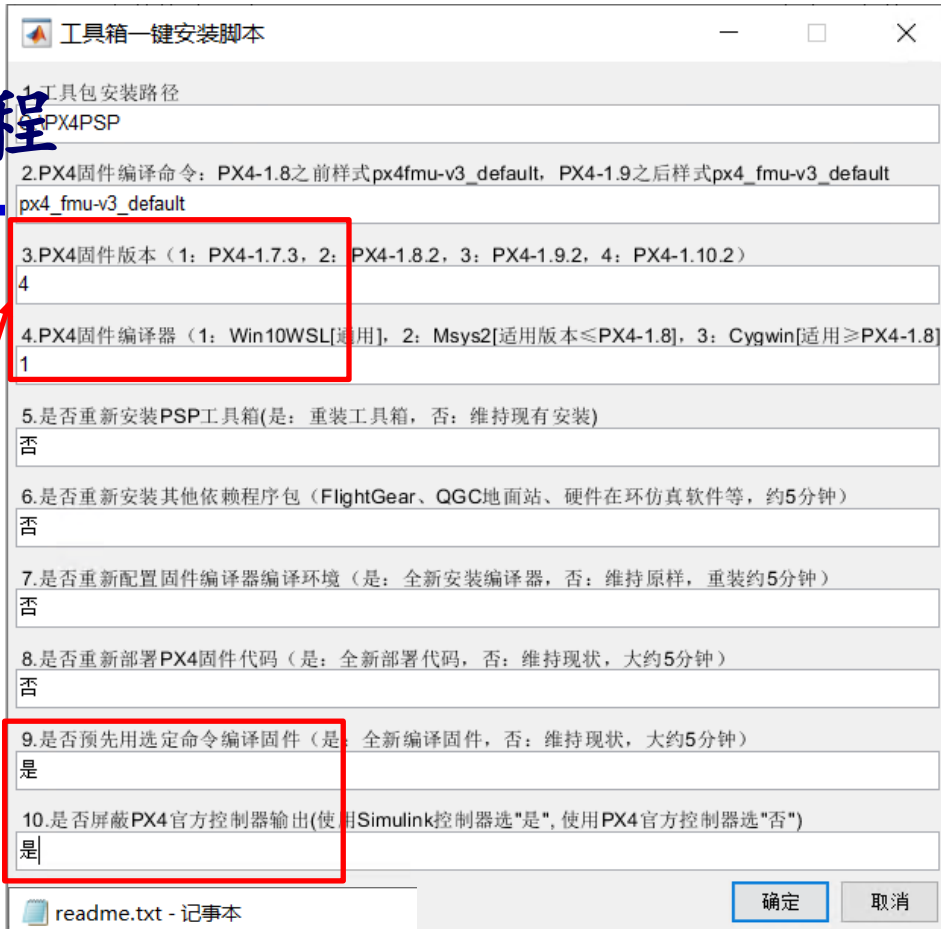 工具箱一键安装脚本
1.工具包安装路径
程
C:\PX4PSP
2.PX4固件编译命令：PX4-1.8之前样式px4fmu-v3_default，PX4-1.9之后样式px4_fmu-v3_default
px4_fmu-v3_default
3.PX4固件版本（1：PX4-1.7.3，2：PX4-1.8.2，3：PX4-1.9.2，4：PX4-1.10.2）
4
4.PX4固件编译器（1：Win10WSL[通用]，2：Msys2[适用版本≤PX4-1.8]，3：Cygwin[适用≥PX4-1.8]
1
5.是否重新安装PSP工具箱(是：重装工具箱，否：维持现有安装)
否
6.是否重新安装其他依赖程序包（FlightGear、QGC地面站、硬件在环仿真软件等，约5分钟）
否
7.是否重新配置固件编译器编译环境（是：全新安装编译器，否：维持原样，重装约5分钟）
否
8.是否重新部署PX4固件代码（是：全新部署代码，否：维持现状，大约5分钟）
否
9.是否预先用选定命令编译固件（是：全新编译固件，否：维持现状，大约5分钟）
是
10.是否屏蔽PX4官方控制器输出(使用Simulink控制器选"是", 使用PX4官方控制器选"否")
是
确定 取消
readme.txt - 记事本